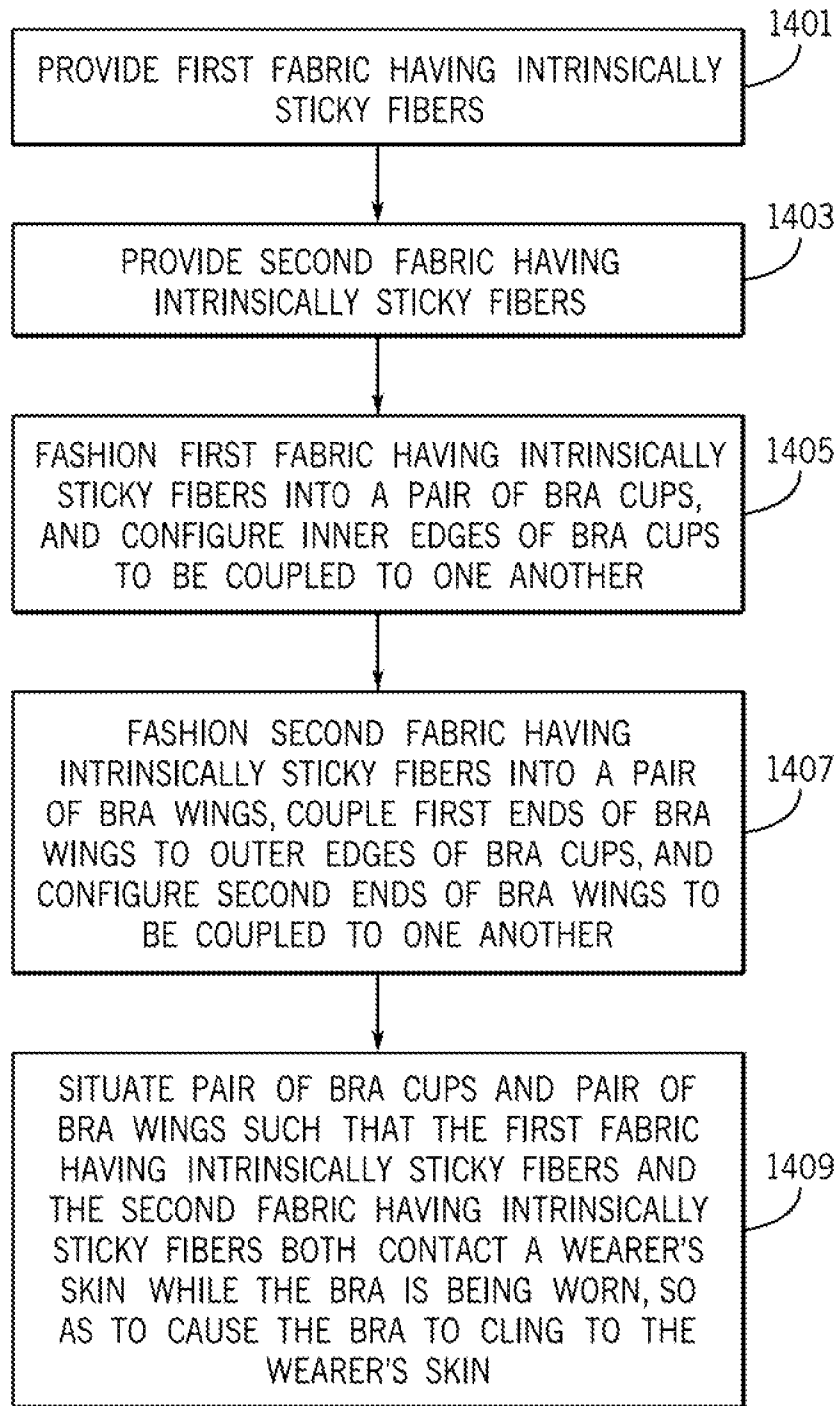 1401
PROVIDE FIRST FABRIC HAVING INTRINSICALLY
STICKY FIBERS
1403
PROVIDE SECOND FABRIC HAVING
INTRINSICALLY STICKY FIBERS
1405
FASHION FIRST FABRIC HAVING INTRINSICALLY
STICKY FIBERS INTO A PAIR OF BRA CUPS,
AND CONFIGURE INNER EDGES OF BRA CUPS
TO BE COUPLED TO ONE ANOTHER
1407
FASHION SECOND FABRIC HAVING
INTRINSICALLY STICKY FIBERS INTO A PAIR
OF BRA WINGS, COUPLE FIRST ENDS OF BRA
WINGS TO OUTER EDGES OF BRA CUPS, AND
CONFIGURE SECOND ENDS OF BRA WINGS TO
BE COUPLED TO ONE ANOTHER
1409
SITUATE PAIR OF BRA CUPS AND PAIR OF
BRA WINGS SUCH THAT THE FIRST FABRIC
HAVING INTRINSICALLY STICKY FIBERS AND
THE SECOND FABRIC HAVING INTRINSICALLY
STICKY FIBERS BOTH CONTACT A WEARER'S
SKIN WHILE THE BRA IS BEING WORN, SO
AS TO CAUSE THE BRA TO CLING TO THE
WEARER'S SKIN